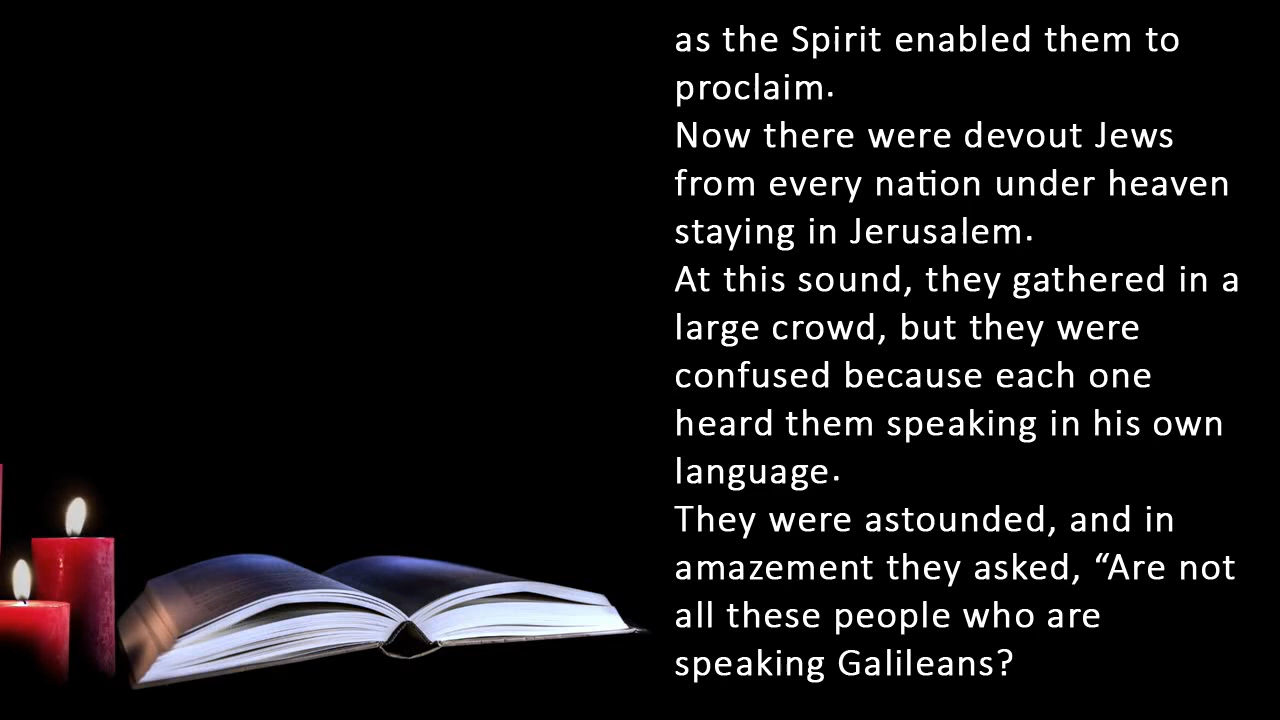 as the Spirit enabled them to
proclaim.
Now there were devout Jews
from every nation under heaven
staying in Jerusalem.
At this sound, they gathered in a
large crowd, but they were
confused because each one
heard them speaking in his own
language.
They were astounded, and in
amazement they asked, “Are not
all these people who are
speaking Galileans?